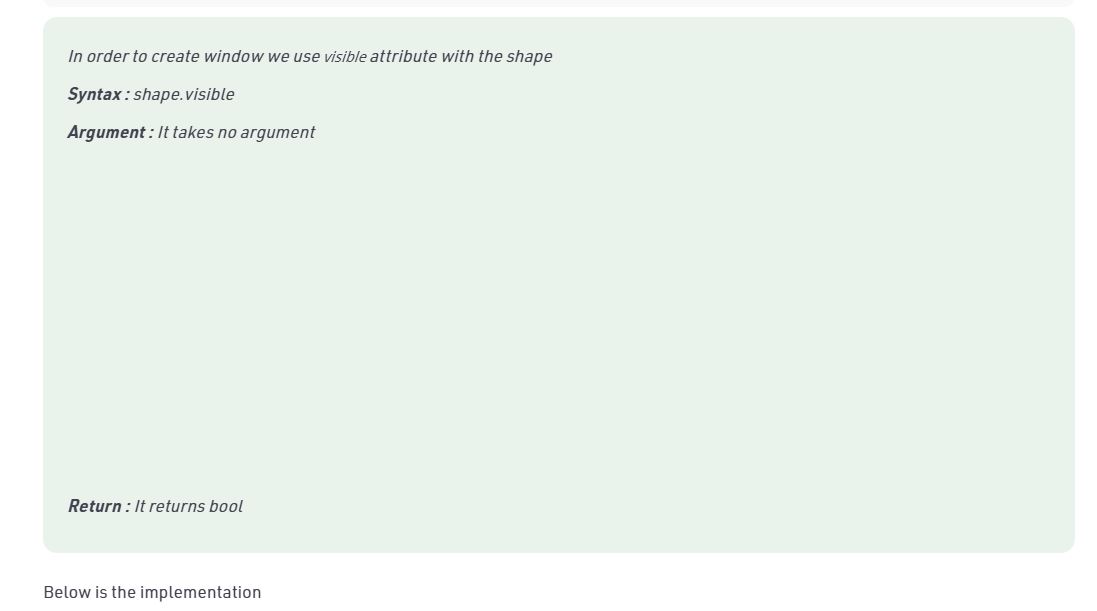 In order to create window we use visible attribute with the shape
Syntax : shape.visible
Argument : It takes no argument
Return : It returns bool
Below is the implementation